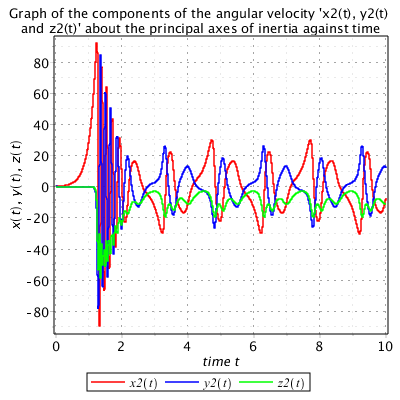 Graph of the components of the angular velocity 'x2(t), y2(t)
and z2(t)' about the principal axes of inertia against time
x(t), y(t), z(t)
80
60
40
20
0
-20
-40
-60
-80
0 2 4 6 8 10
time t
x2(t) y2(t) z2(t)